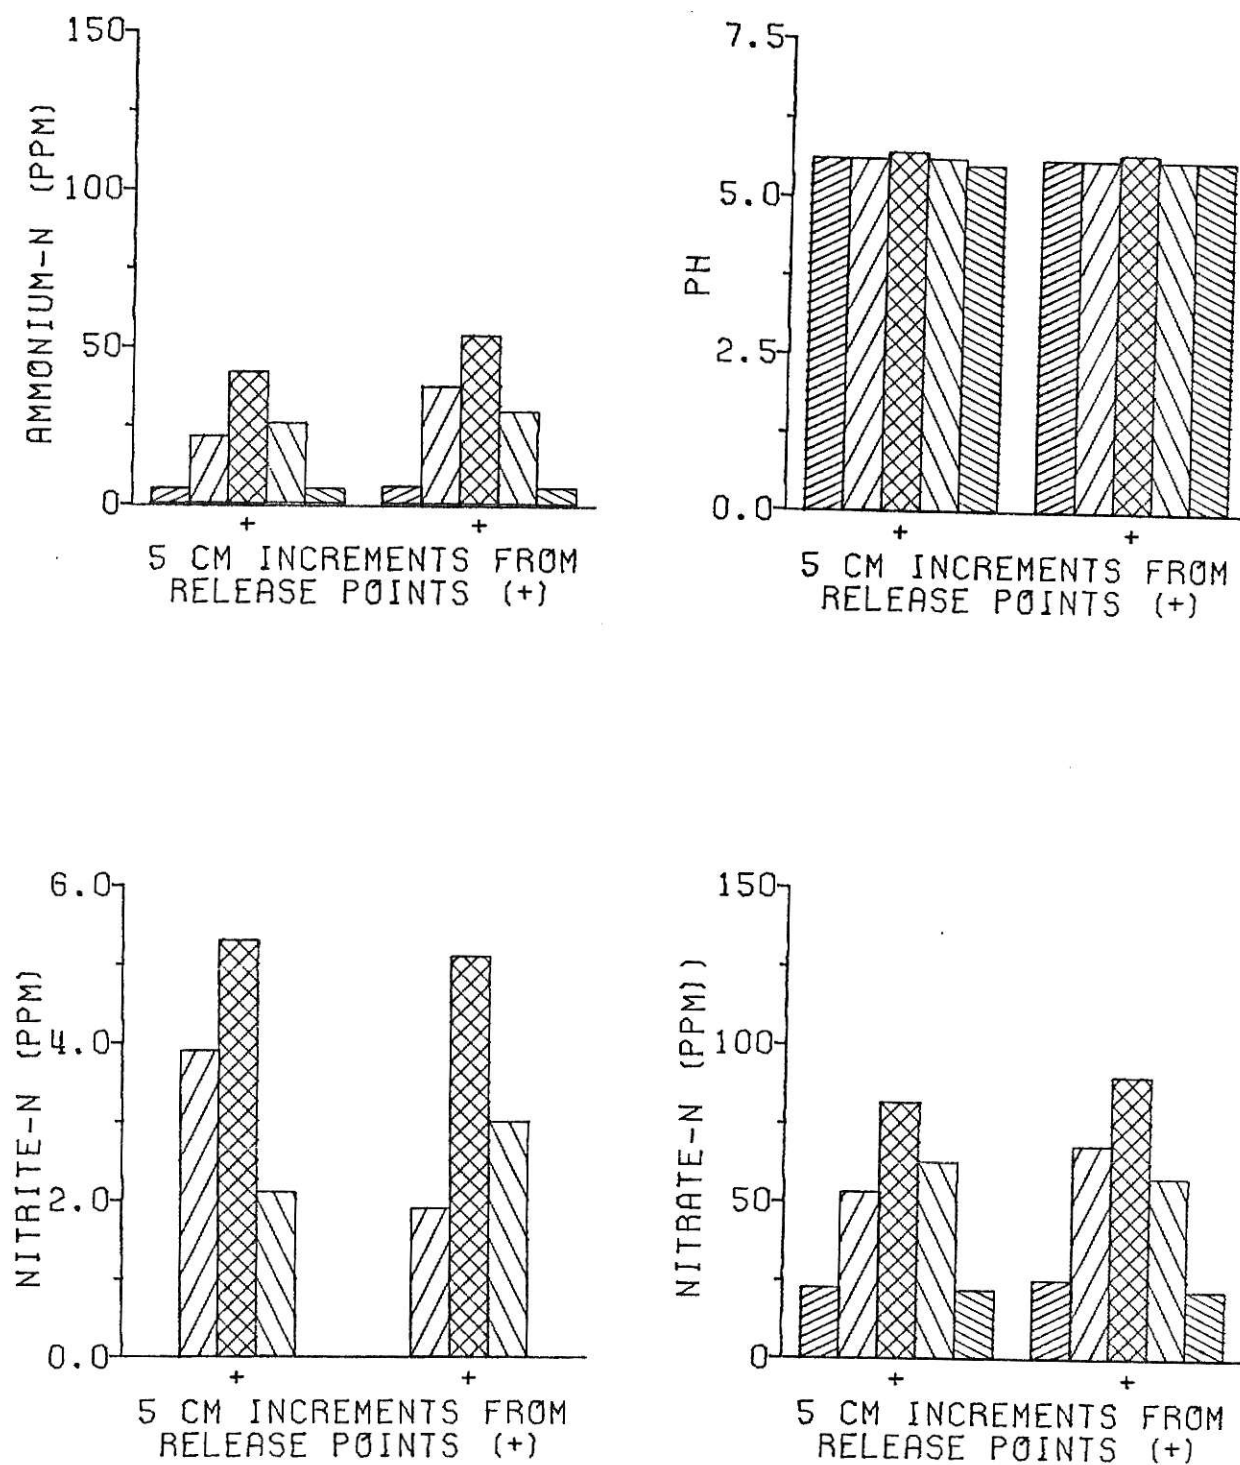 150
100
50
0
AMMONIUM-N (PPM)
+ +
5 CM INCREMENTS FROM
RELEASE POINTS (+)
7.5
5.0
2.5
0.0
PH
+ +
5 CM INCREMENTS FROM
RELEASE POINTS (+)
6.0
4.0
2.0
0.0
NITRITE-N (PPM)
+ +
5 CM INCREMENTS FROM
RELEASE POINTS (+)
150
100
50
0
NITRATE-N (PPM))
+ +
5 CM INCREMENTS FROM
RELEASE POINTS (+)